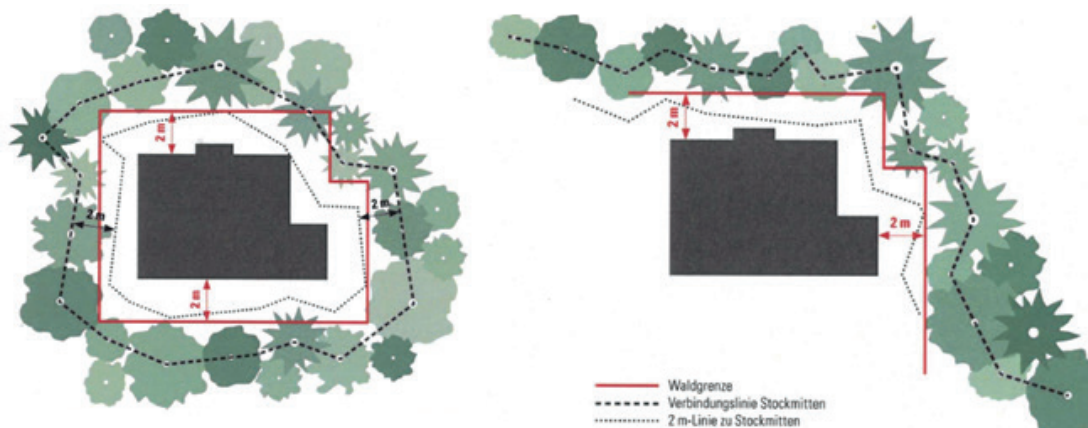 2 m
2 m
2 m
2 m
2 m
2 m
Waldgrenze
Verbindungslinie Stockmitten
2 m-Linie zu Stockmitten